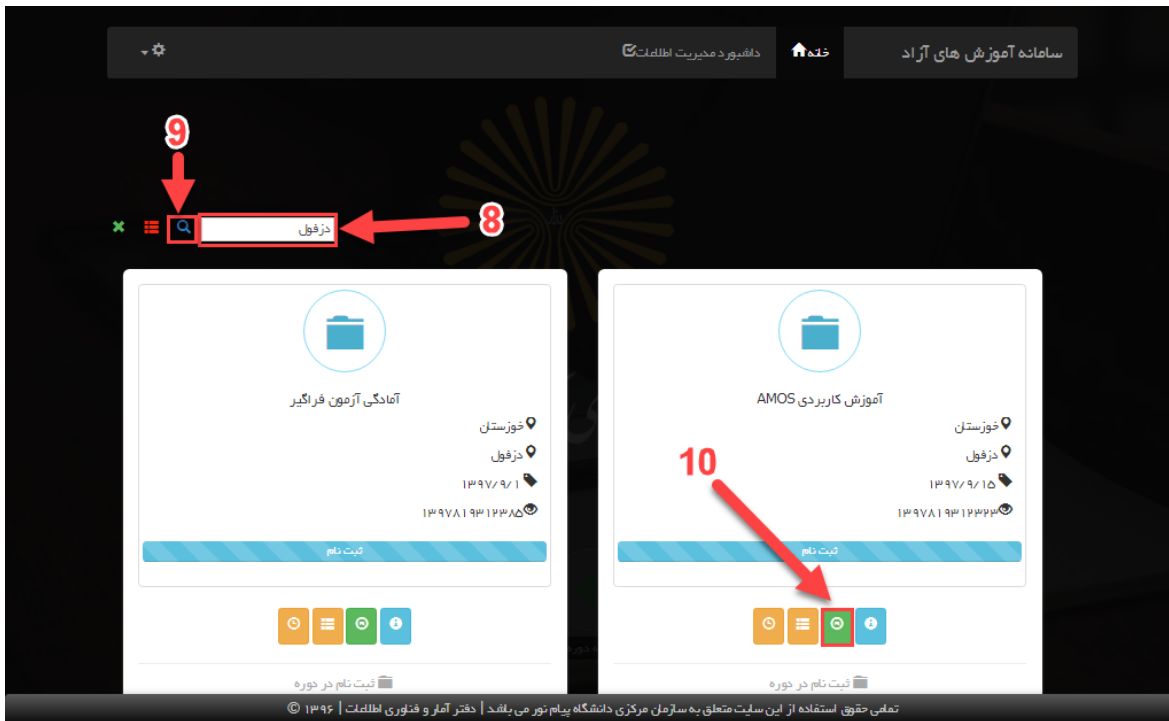 سامانه آموزش های آزاد
خانه
داشبورد مدیریت اطلاعات
9
8
دزفول
آموزش کاربردی AMOS
خوزستان
دزفول
۱۳۹۷/۹/۱۵
۱۳۹۷۸۱۹۳۱۲۳۲۳
ثبت نام
10
ثبت نام در دوره
آمادگی آزمون فراگیر
خوزستان
دزفول
۱۳۹۷/۹/۱
۱۳۹۷۸۱۹۳۱۲۳۸۵
ثبت نام
ثبت نام در دوره
تمامی حقوق استفاده از این سایت متعلق به سازمان مرکزی دانشگاه پیام نور می باشد | دفتر آمار و فناوری اطلاعات | ۱۳۹۶ ©